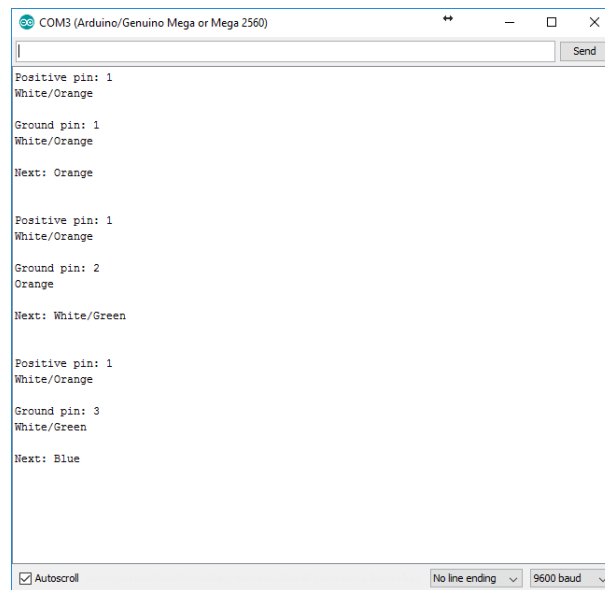 COM3 (Arduino/Genuino Mega or Mega 2560)
Send
Positive pin: 1
White/Orange
Ground pin: 1
White/Orange
Next: Orange
Positive pin: 1
White/Orange
Ground pin: 2
Orange
Next: White/Green
Positive pin: 1
White/Orange
Ground pin: 3
White/Green
Next: Blue
Autoscroll
No line ending
9600 baud